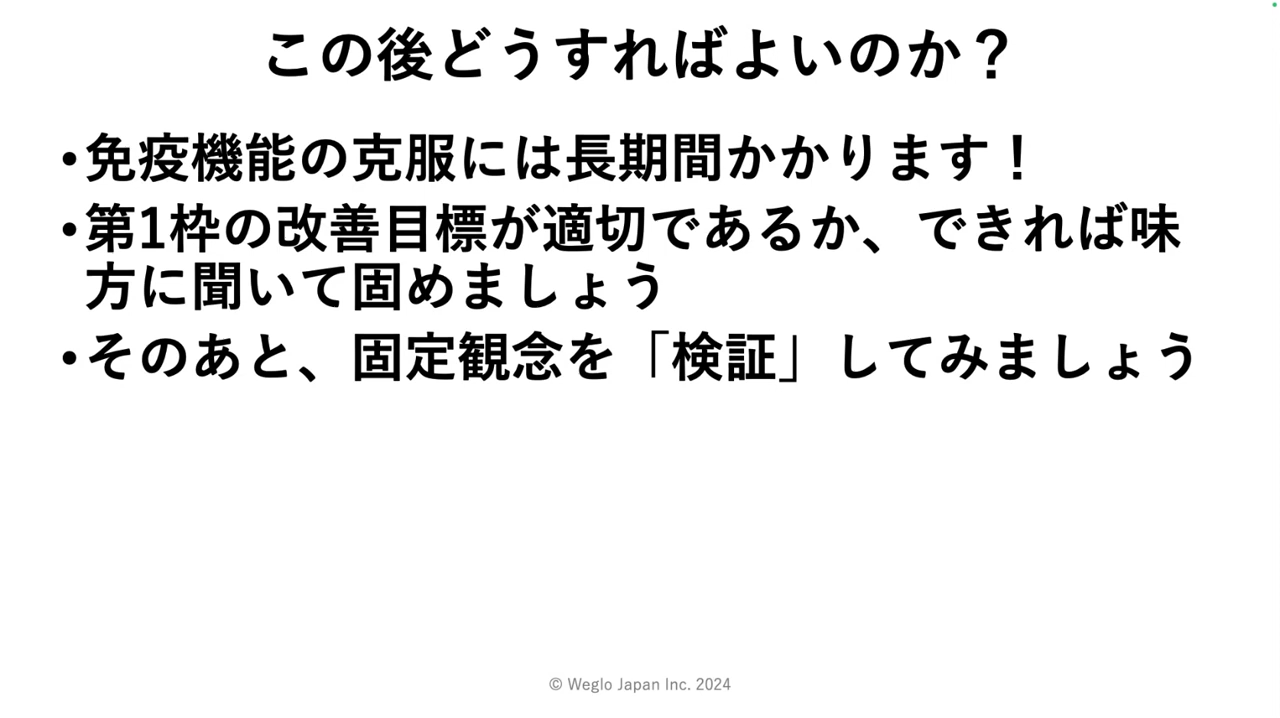 この後どうすればよいのか？
•免疫機能の克服には長期間かかります！
•第1枠の改善目標が適切であるか、できれば味
方に聞いて固めましょう
•そのあと、固定観念を「検証」してみましょう
© Weglo Japan Inc. 2024